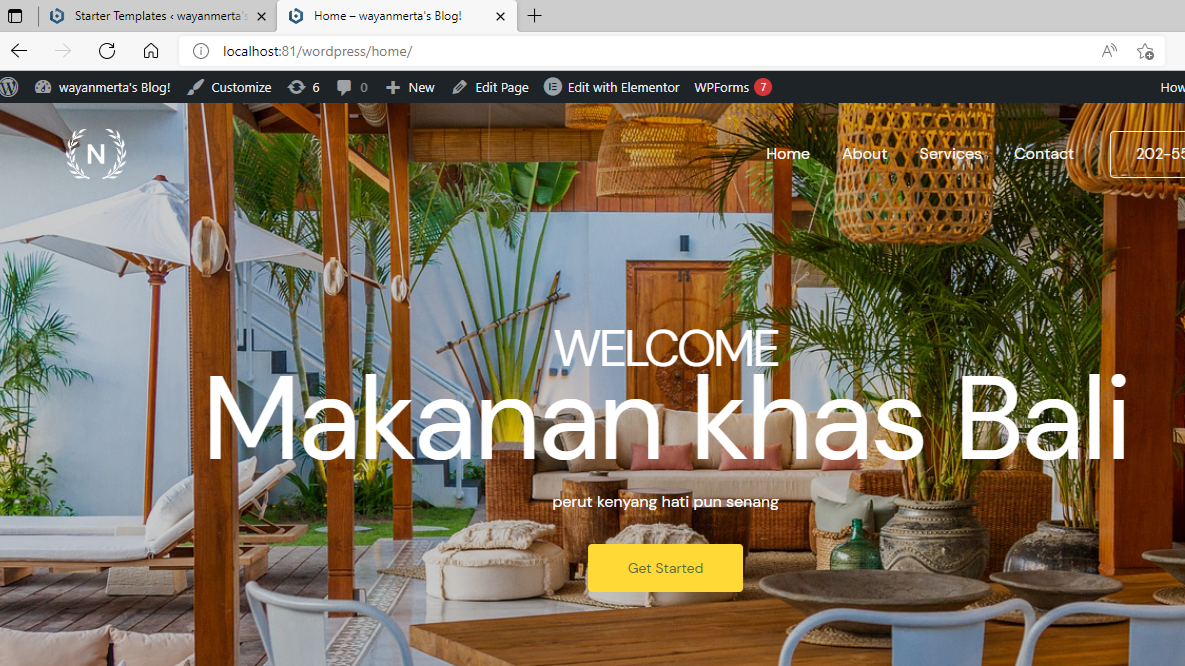 Starter Templates ‹ wayanmerta's
Home – wayanmerta's Blog!
localhost:81/wordpress/home/
wayanmerta's Blog! Customize 6 0 New Edit Page Edit with Elementor WPForms 7 How
N
Home About Services Contact 202-55
WELCOME
Makanan khas Bali
perut kenyang hati pun senang
Get Started